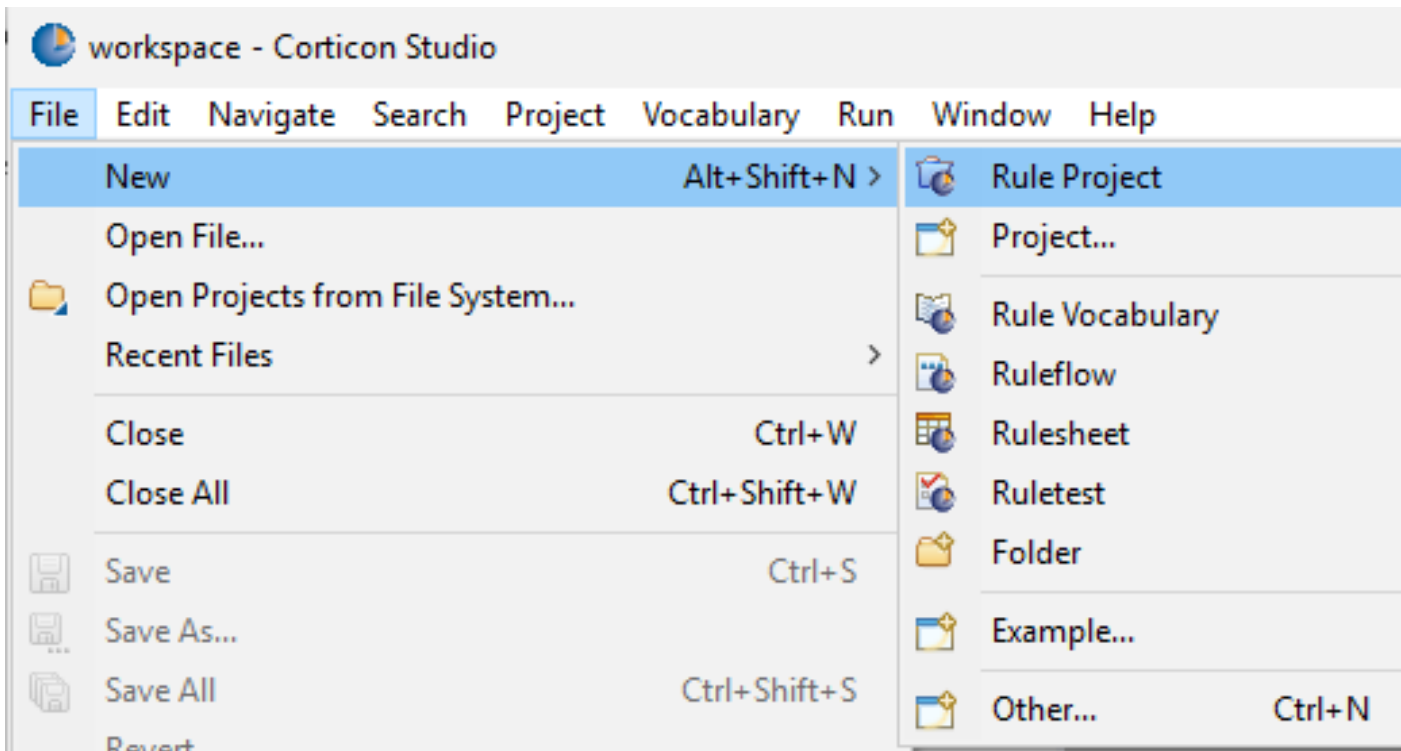 workspace - Corticon Studio
File Edit Navigate Search Project Vocabulary Run Window Help
New Alt+Shift+N >
Open File...
Open Projects from File System...
Recent Files >
Close Ctrl+W
Close All Ctrl+Shift+W
Save Ctrl+S
Save As...
Save All Ctrl+Shift+S
Revert
Rule Project
Project...
Rule Vocabulary
Ruleflow
Rulesheet
Ruletest
Folder
Example...
Other... Ctrl+N